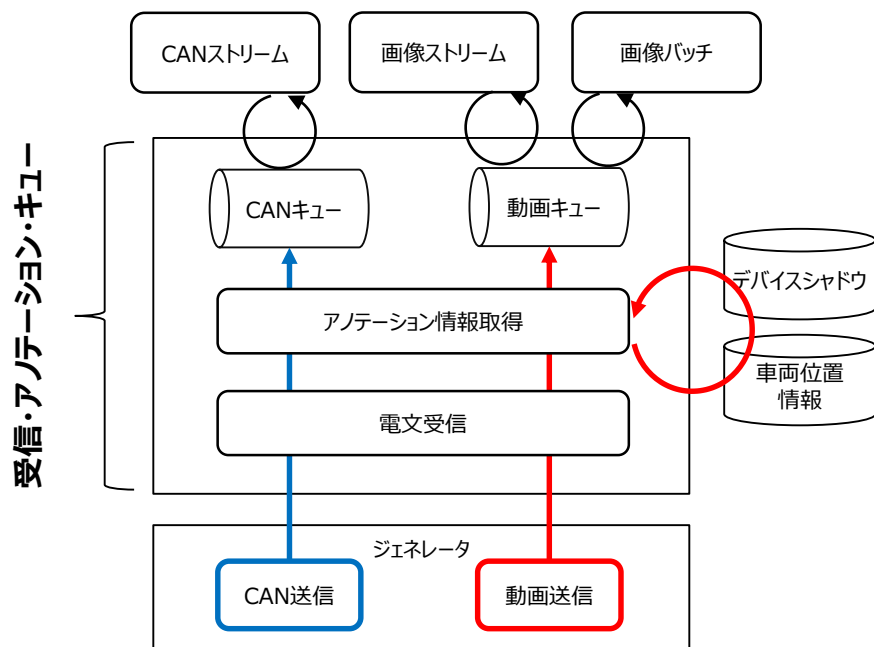 CANストリーム
画像ストリーム
画像バッチ
受信・アノテーション・キュー
CANキュー
動画キュー
デバイスシャドウ
アノテーション情報取得
車両位置
情報
電文受信
ジェネレータ
CAN送信
動画送信